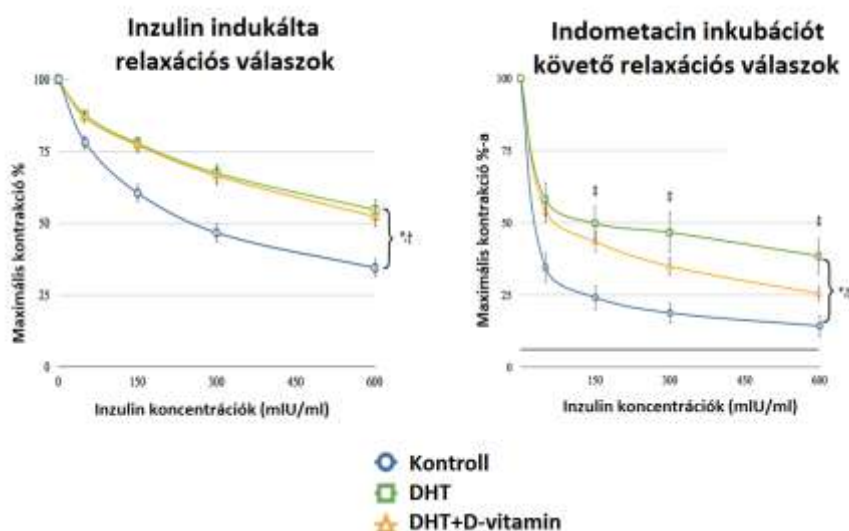 Inzulin indukálta
relaxációs válaszok
Maximális kontrakció %
100
75
50
25
0
0
150
300
450
600
*,†
Inzulin koncentrációk (mIU/ml)
Indometacin inkubációt
követő relaxációs válaszok
Maximális kontrakció %-a
100
75
50
25
0
‡
‡
‡
150
300
450
600
Inzulin koncentrációk (mIU/ml)
Kontroll
DHT
DHT+D-vitamin